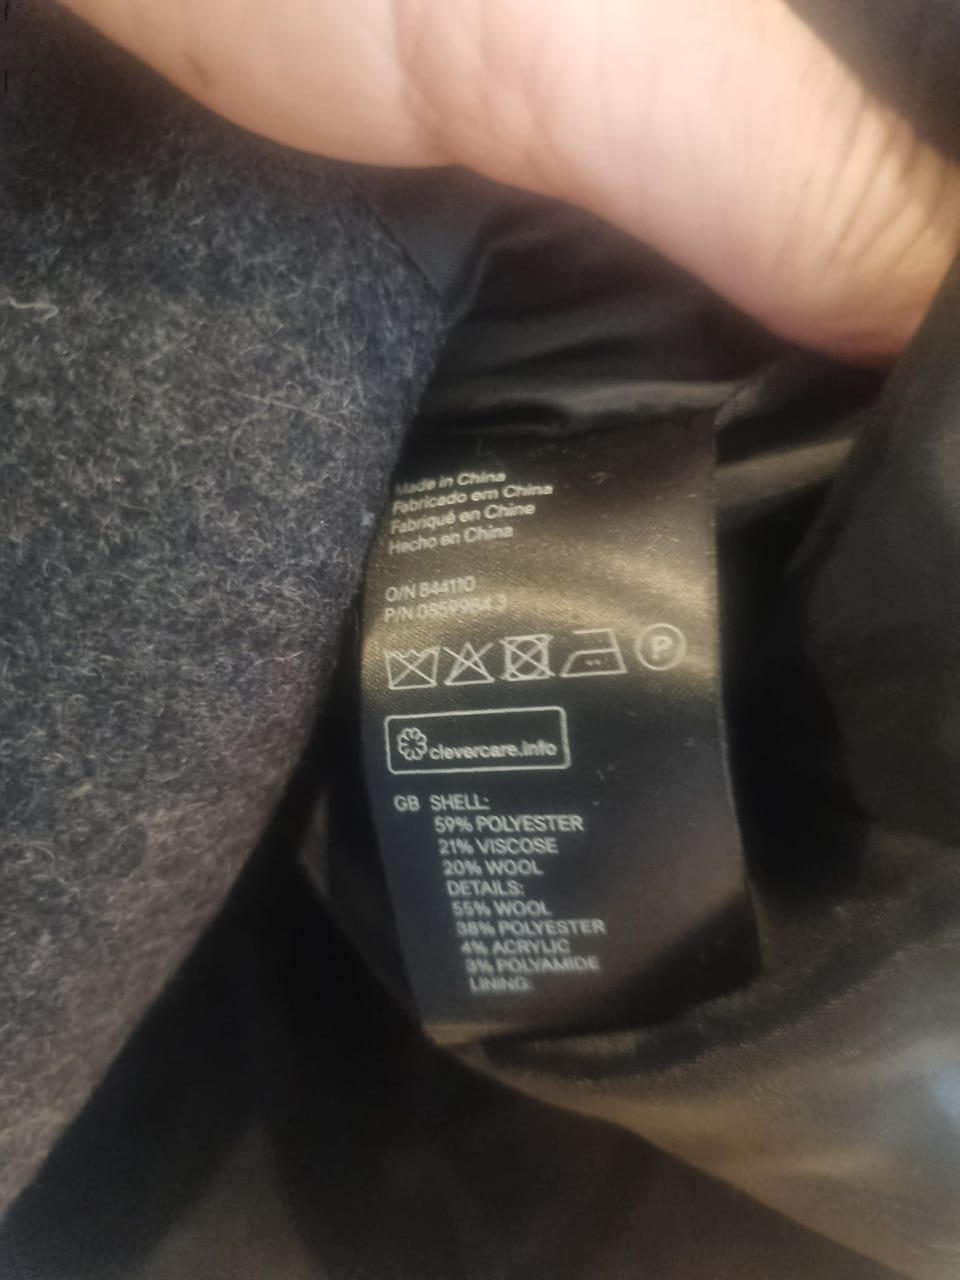 Made in China
Fabricado em China
Fabriqué en Chine
Hecho en China
O/N 844110
P/N
P
clevercare.info
GB SHELL:
59% POLYESTER
21% VISCOSE
20% WOOL
DETAILS:
55% WOOL
38% POLYESTER
4% ACRYLIC
3% POLYAMIDE
LINING: